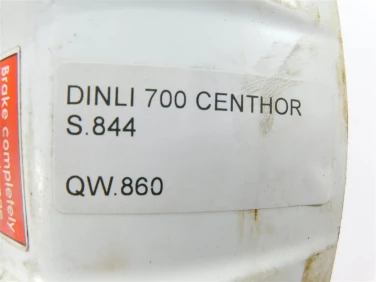 DINLI 700 CENTHOR
S.844
QW.860
Brake completely